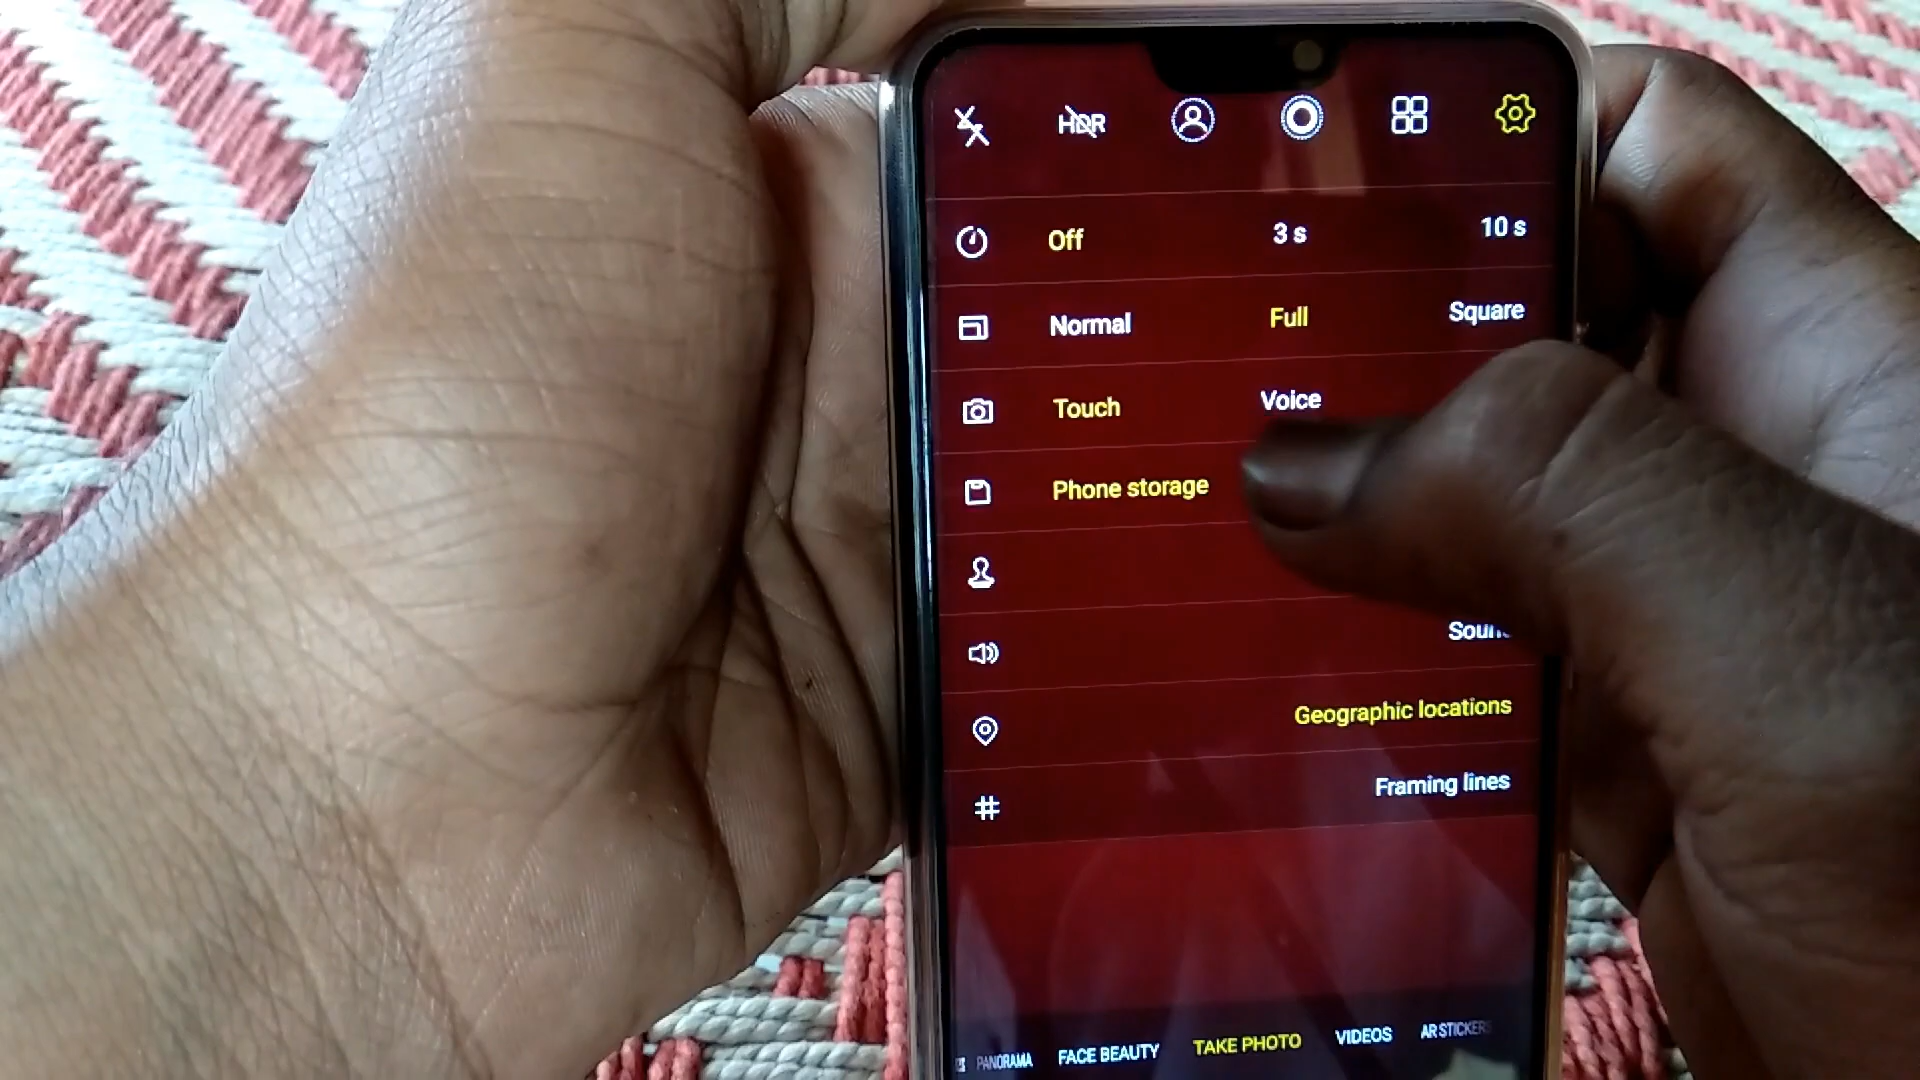 HDR
Off 3 s 10 s
Normal Full Square
Touch Voice
Phone storage
Sound
Geographic locations
Framing lines
PANORAMA FACE BEAUTY TAKE PHOTO VIDEOS AR STICKERS